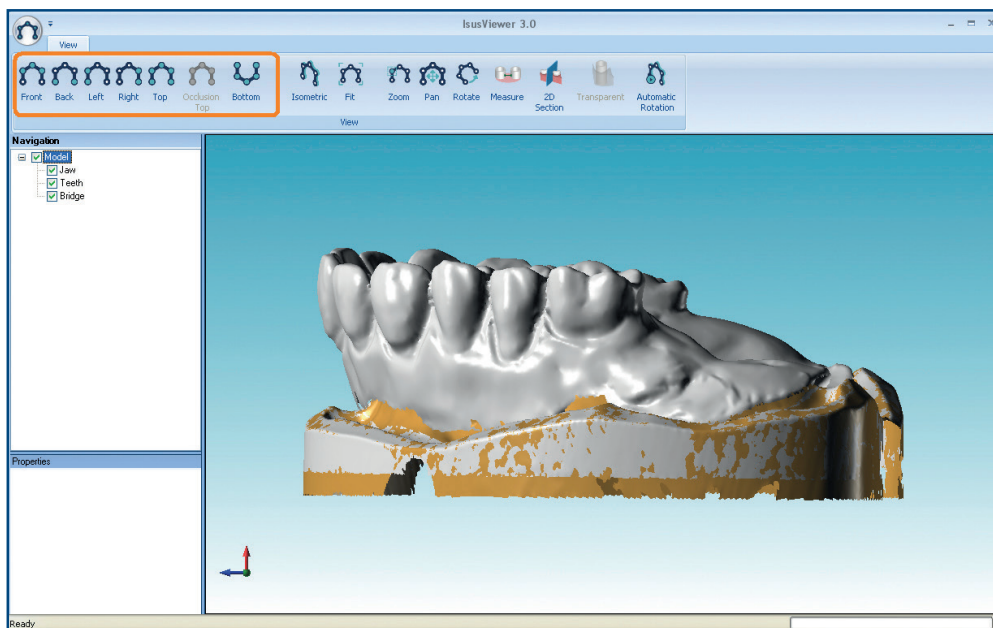 IsusViewer 3.0
View
Front Back Left Right Top Occlusion Top Bottom Isometric Fit Zoom Pan Rotate Measure 2D Section Transparent Automatic Rotation
View
Navigation
Model
Jaw
Teeth
Bridge
Properties
Ready